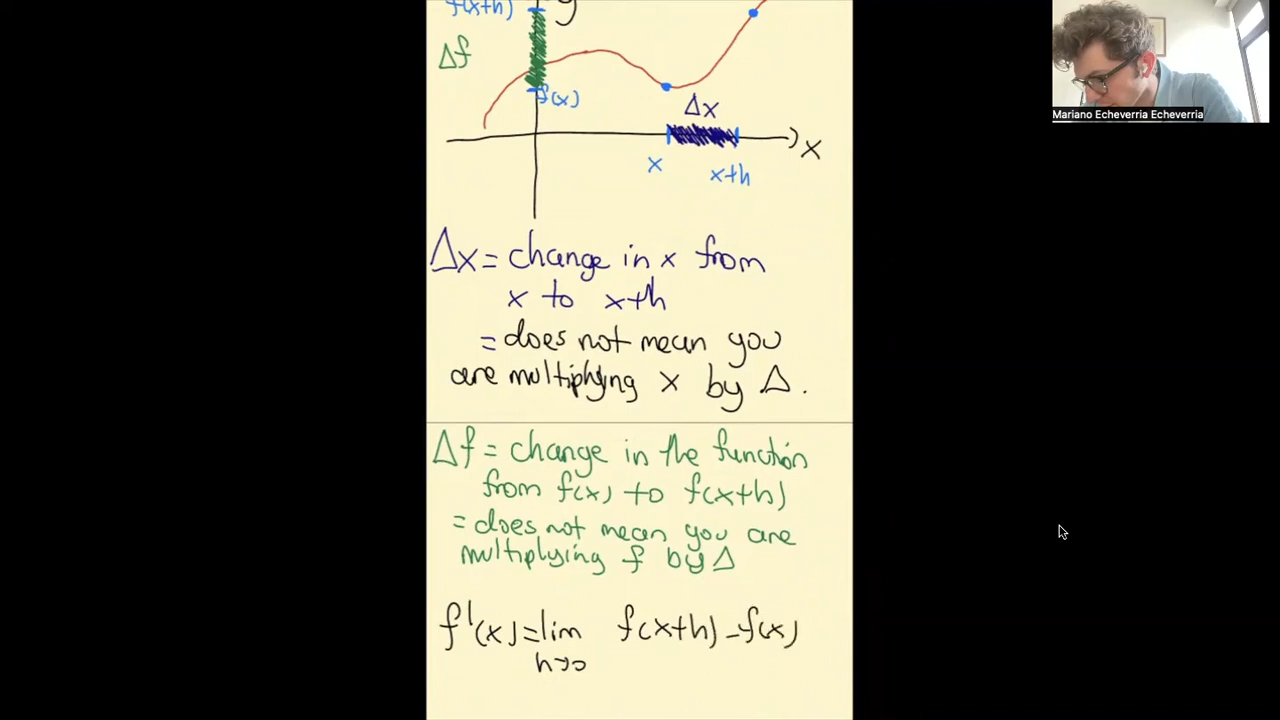 f(x+h)
y
Δf
f(x)
Δx
x
x
x+h
Mariano Echeverria Echeverria
Δx = change in x from
x to x+h
= does not mean you
are multiplying x by Δ.
Δf = change in the function
from f(x) to f(x+h)
= does not mean you are
multiplying f by Δ
f'(x) = lim f(x+h) - f(x)
h→0